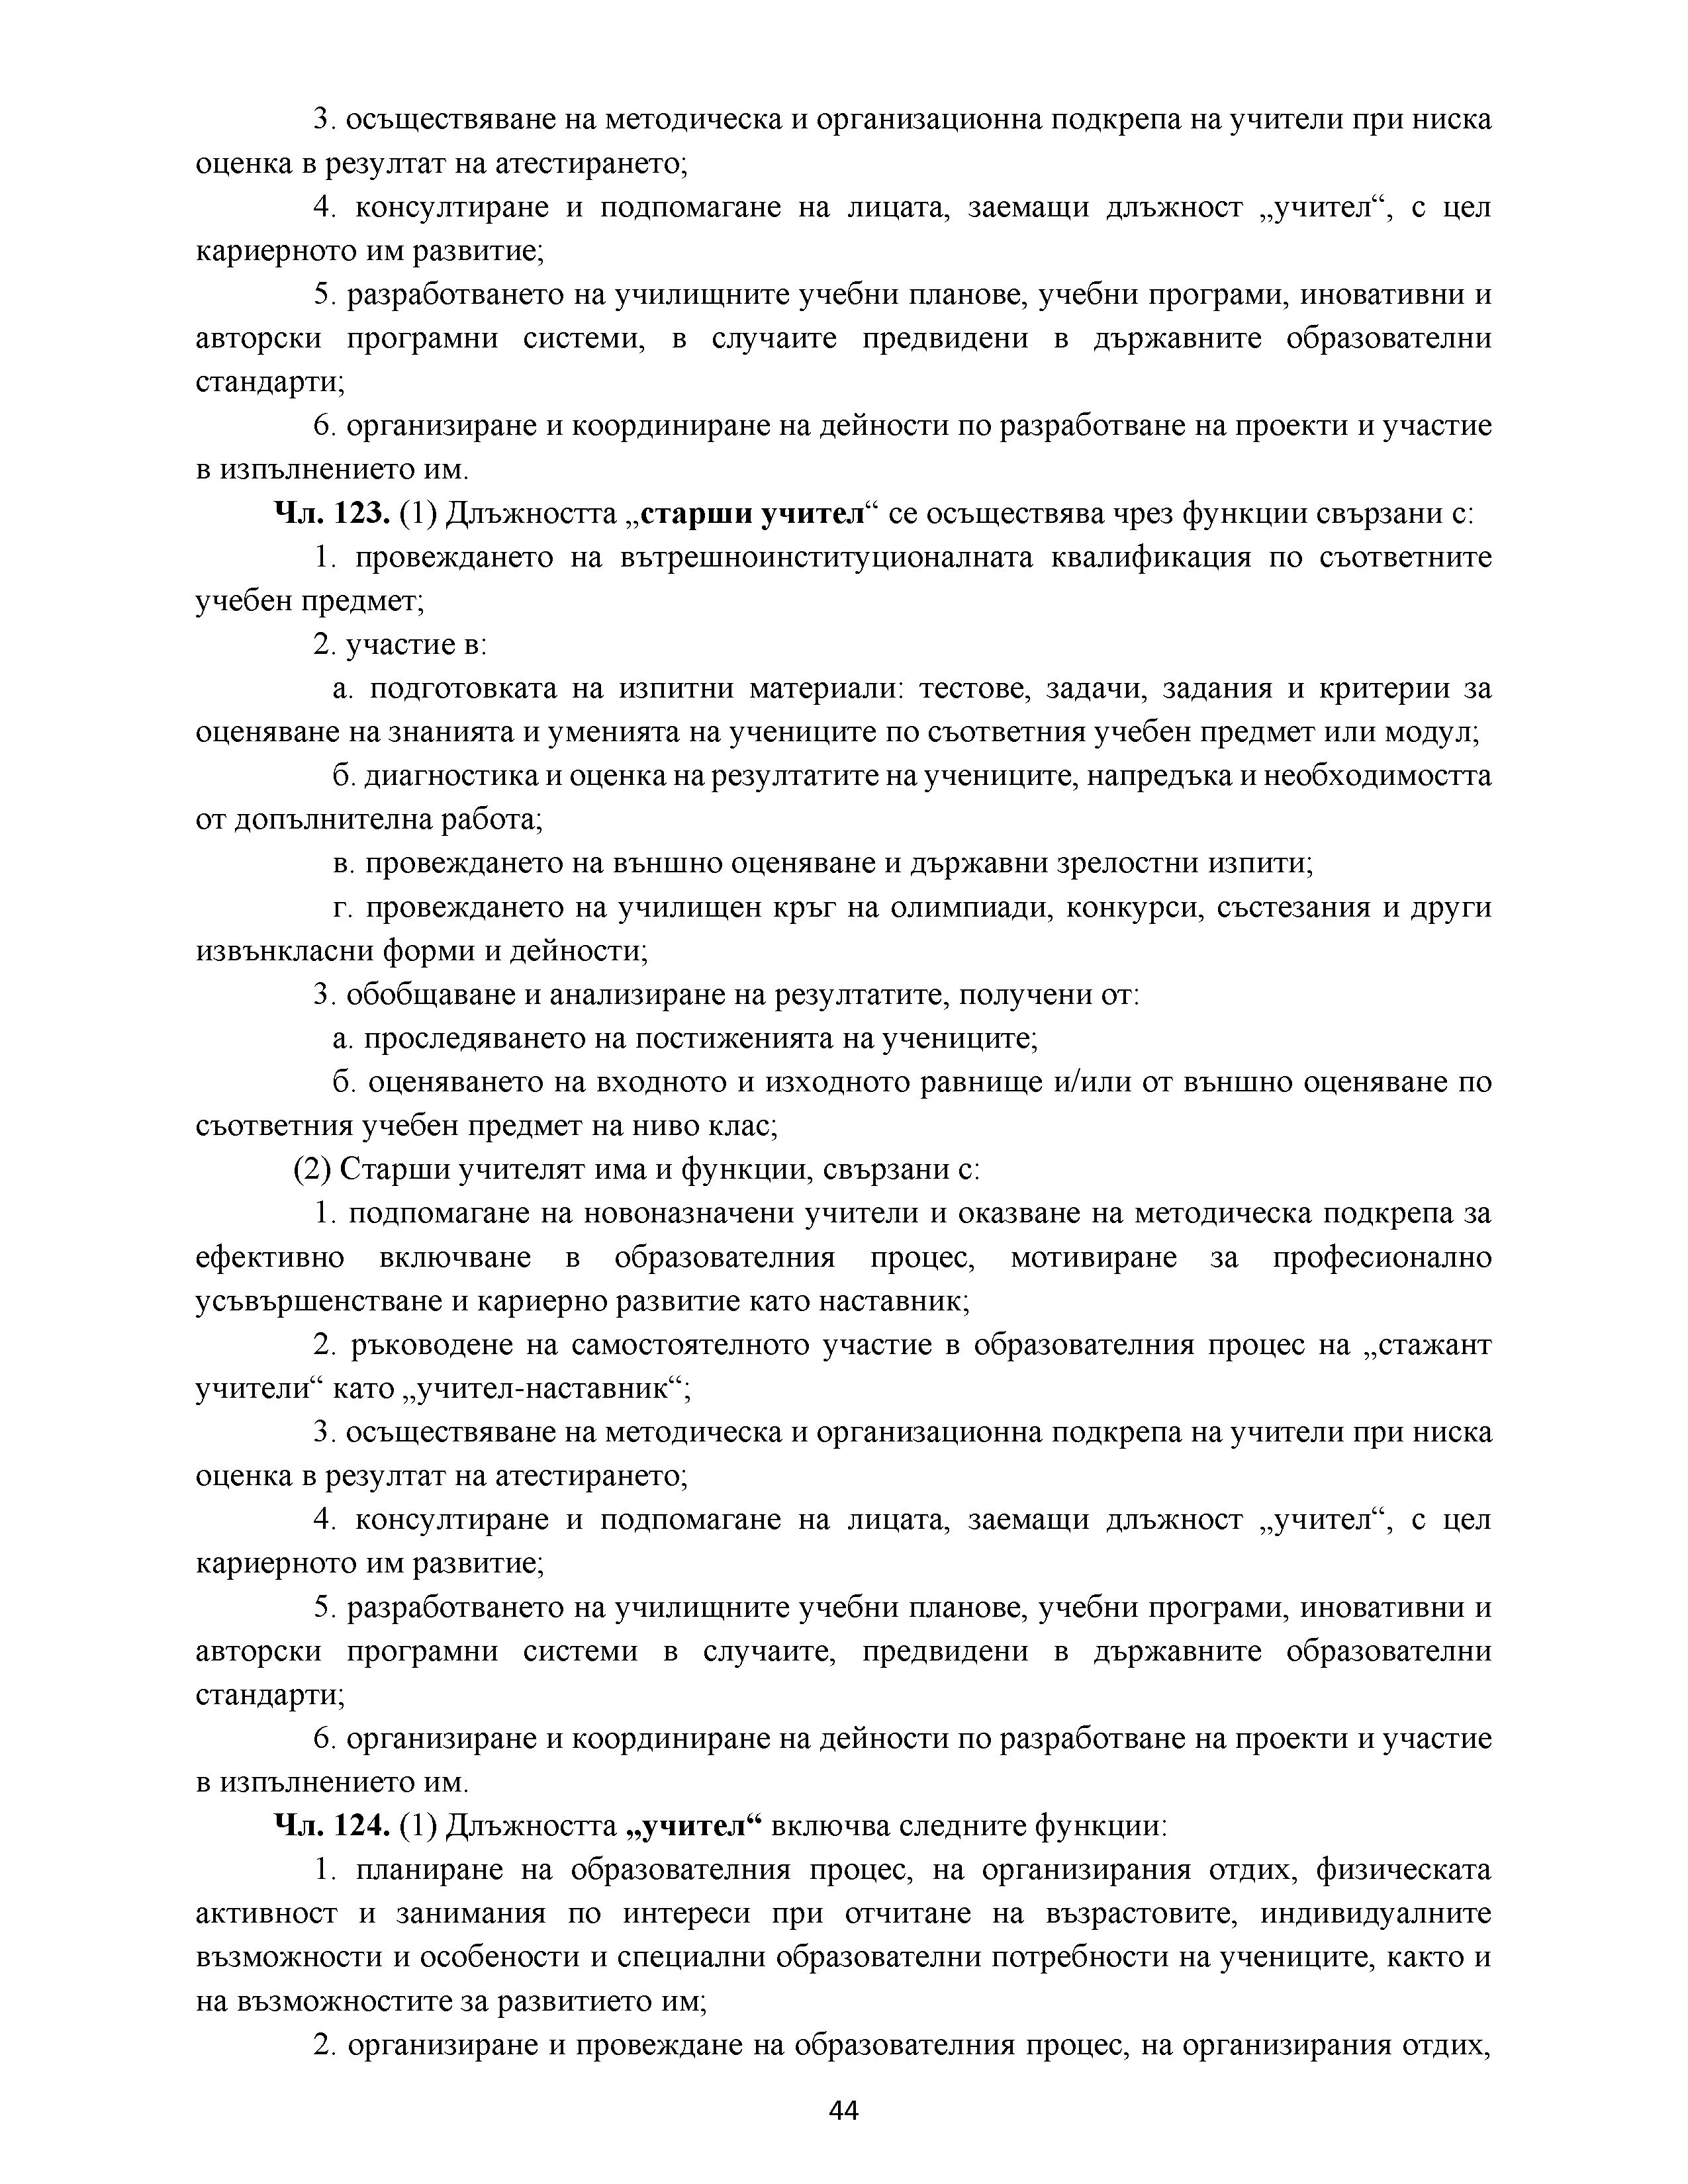 3. осъществяване на методическа и организационна подкрепа на учители при ниска
оценка в резултат на атестирането;
4. консултиране и подпомагане на лицата, заемащи длъжност „учител“, с цел
кариерното им развитие;
5. разработването на училищните учебни планове, учебни програми, иновативни и
авторски програмни системи, в случаите предвидени в държавните образователни
стандарти;
6. организиране и координиране на дейности по разработване на проекти и участие
в изпълнението им.
Чл. 123. (1) Длъжността „старши учител“ се осъществява чрез функции свързани с:
1. провеждането на вътрешноинституционалната квалификация по съответните
учебен предмет;
2. участие в:
а. подготовката на изпитни материали: тестове, задачи, задания и критерии за
оценяване на знанията и уменията на учениците по съответния учебен предмет или модул;
б. диагностика и оценка на резултатите на учениците, напредъка и необходимостта
от допълнителна работа;
в. провеждането на външно оценяване и държавни зрелостни изпити;
г. провеждането на училищен кръг на олимпиади, конкурси, състезания и други
извънкласни форми и дейности;
3. обобщаване и анализиране на резултатите, получени от:
а. проследяването на постиженията на учениците;
б. оценяването на входното и изходното равнище и/или от външно оценяване по
съответния учебен предмет на ниво клас;
(2) Старши учителят има и функции, свързани с:
1. подпомагане на новоназначени учители и оказване на методическа подкрепа за
ефективно включване в образователния процес, мотивиране за професионално
усъвършенстване и кариерно развитие като наставник;
2. ръководене на самостоятелното участие в образователния процес на „стажант
учители“ като „учител-наставник“;
3. осъществяване на методическа и организационна подкрепа на учители при ниска
оценка в резултат на атестирането;
4. консултиране и подпомагане на лицата, заемащи длъжност „учител“, с цел
кариерното им развитие;
5. разработването на училищните учебни планове, учебни програми, иновативни и
авторски програмни системи в случаите, предвидени в държавните образователни
стандарти;
6. организиране и координиране на дейности по разработване на проекти и участие
в изпълнението им.
Чл. 124. (1) Длъжността „учител“ включва следните функции:
1. планиране на образователния процес, на организирания отдих, физическата
активност и занимания по интереси при отчитане на възрастовите, индивидуалните
възможности и особености и специални образователни потребности на учениците, както и
на възможностите за развитието им;
2. организиране и провеждане на образователния процес, на организирания отдих,
44